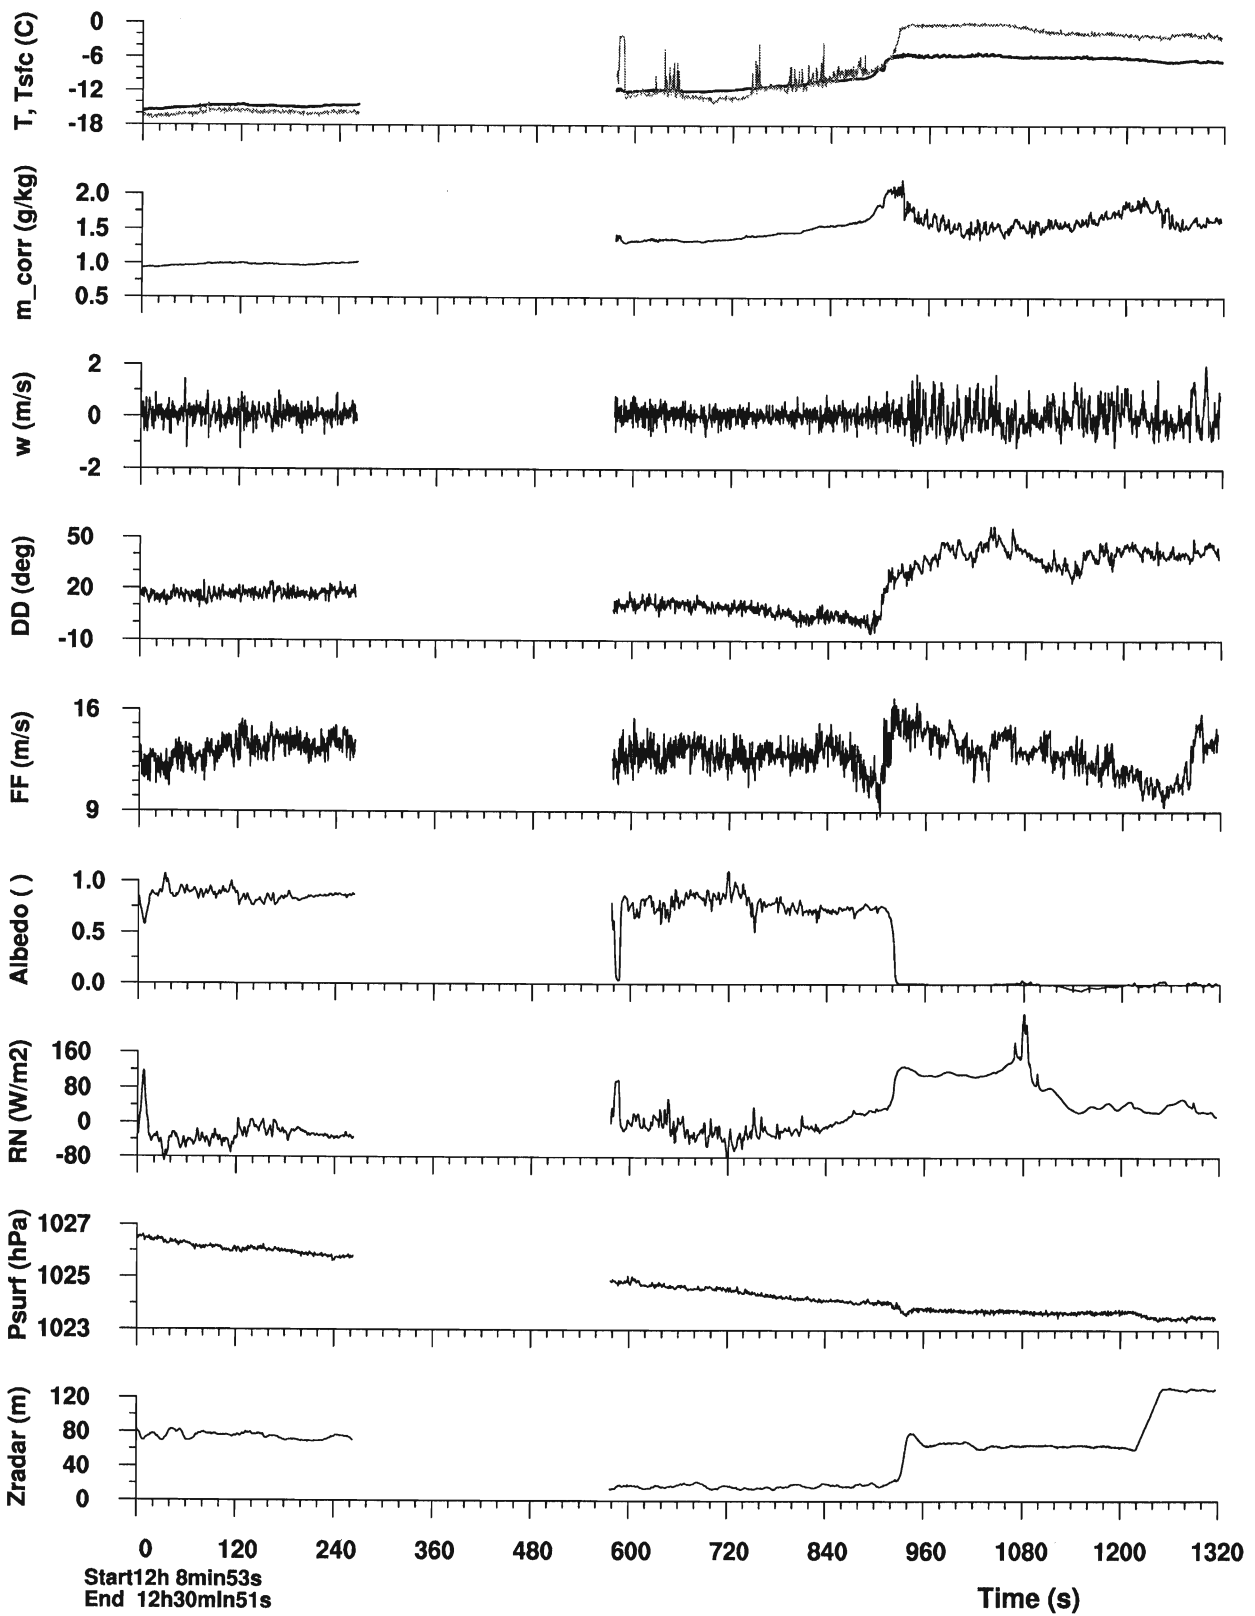 T, Tsfc (C)
0
-6
-12
-18
m_corr (g/kg)
2.0
1.5
1.0
0.5
w (m/s)
2
0
-2
DD (deg)
50
20
-10
FF (m/s)
16
9
Albedo ( )
1.0
0.5
0.0
RN (W/m2)
160
80
0
-80
Psurf (hPa)
1027
1025
1023
Zradar (m)
120
80
40
0
0 120 240 360 480 600 720 840 960 1080 1200 1320
Start12h 8min53s
End 12h30mIn51s
Time (s)